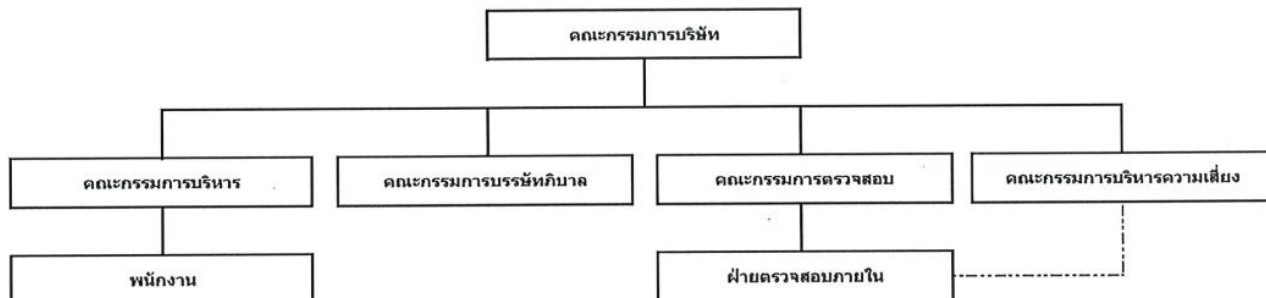 คณะกรรมการบริษัท
คณะกรรมการบริหาร
คณะกรรมการบรรษัทภิบาล
คณะกรรมการตรวจสอบ
คณะกรรมการบริหารความเสี่ยง
พนักงาน
ฝ่ายตรวจสอบภายใน